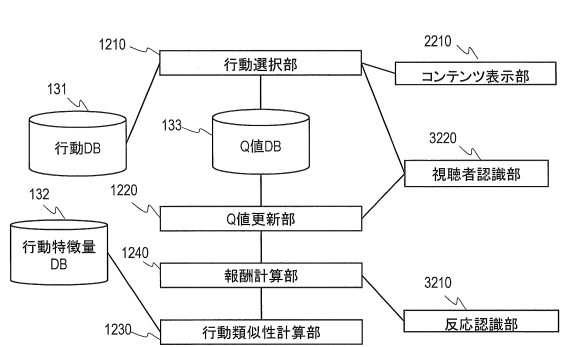 1210
行動選択部
2210
コンテンツ表示部
131
行動DB
133
Q値DB
3220
視聴者認識部
132
行動特徴量
DB
1220
Q値更新部
1240
報酬計算部
3210
反応認識部
1230
行動類似性計算部